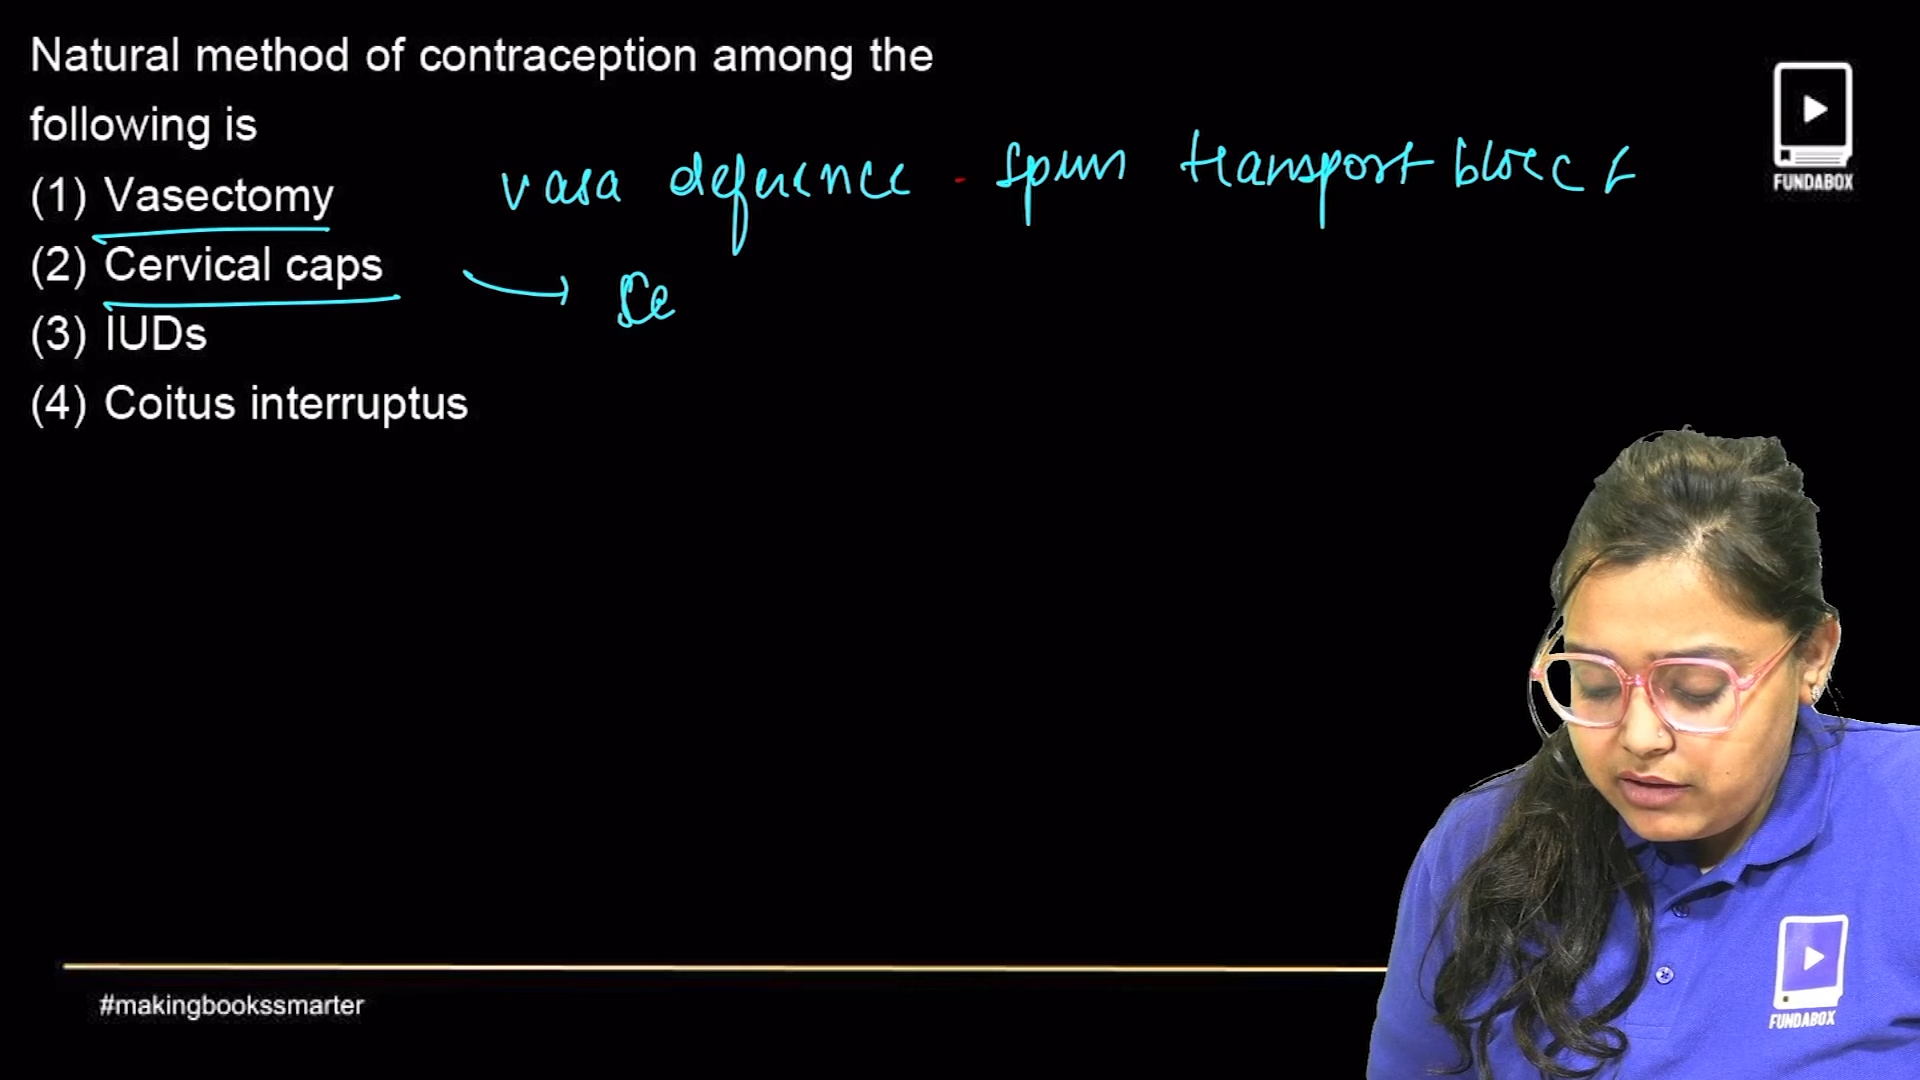 Natural method of contraception among the
following is
(1) Vasectomy
vasa deference . spum transport block
(2) Cervical caps
(3) IUDs
(4) Coitus interruptus
FUNDABOX
#makingbookssmarter
FUNDABOX